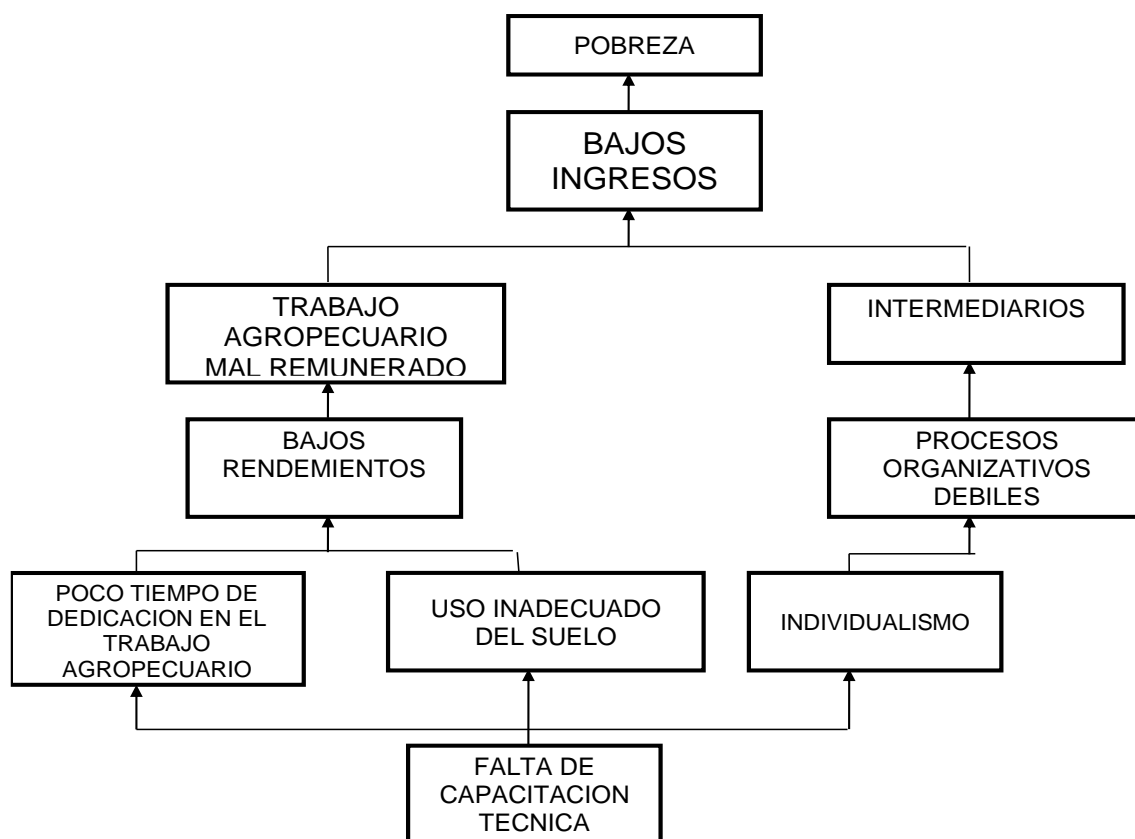 POBREZA
BAJOS
INGRESOS
TRABAJO
AGROPECUARIO
MAL REMUNERADO
INTERMEDIARIOS
BAJOS
RENDEMIENTOS
PROCESOS
ORGANIZATIVOS
DEBILES
POCO TIEMPO DE
DEDICACION EN EL
TRABAJO
AGROPECUARIO
USO INADECUADO
DEL SUELO
INDIVIDUALISMO
FALTA DE
CAPACITACION
TECNICA